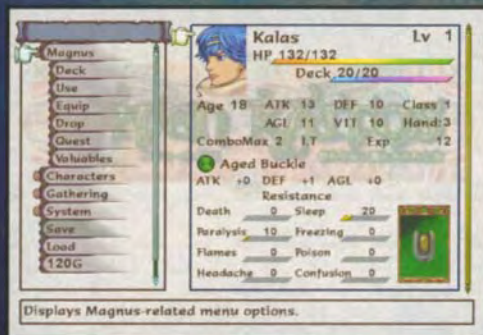 Magnus
Deck
Use
Equip
Drop
Quest
Valuables
Characters
Gathering
System
Save
Load
120G
Kalas Lv 1
HP 132/132
Deck 20/20
Age 18 ATK 13 DEF 10 Class 1
AGL 11 VIT 10 Hand:3
ComboMax 2 I.T Exp 12
Aged Buckle
ATK +0 DEF +1 AGL +0
Resistance
Death 0 Sleep 20
Paralysis 10 Freezing 0
Flames 0 Poison 0
Headache 0 Confusion 0
Displays Magnus-related menu options.